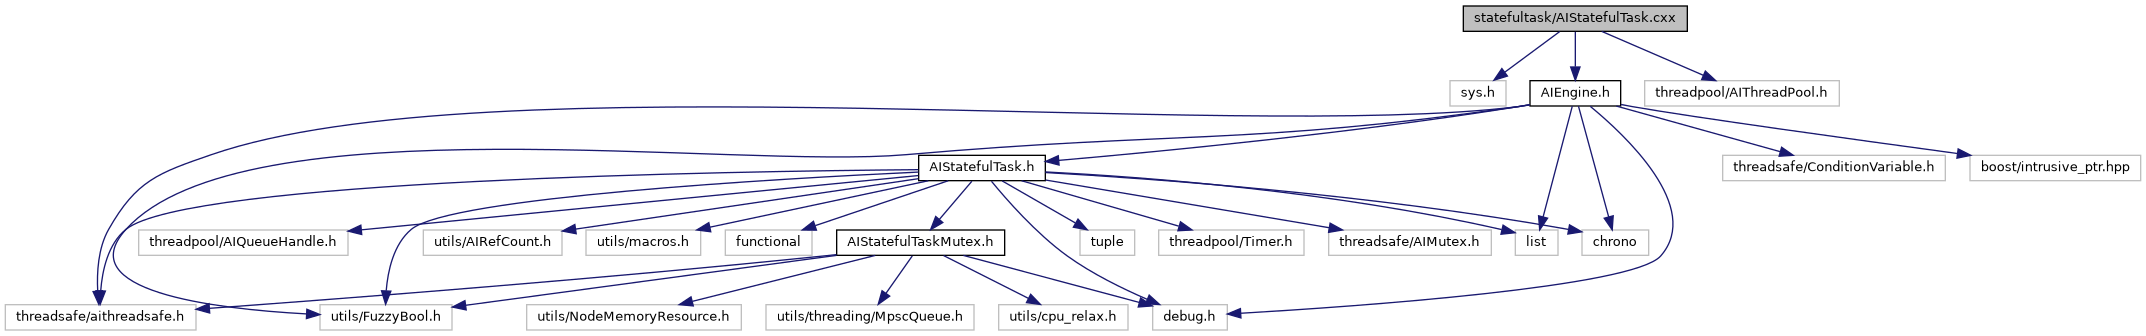 statefultask/AIStatefulTask.cxx
sys.h
AIEngine.h
threadpool/AIThreadPool.h
AIStatefulTask.h
threadsafe/ConditionVariable.h
boost/intrusive_ptr.hpp
threadpool/AIQueueHandle.h
utils/AIRefCount.h
utils/macros.h
functional
AIStatefulTaskMutex.h
tuple
threadpool/Timer.h
threadsafe/AIMutex.h
list
chrono
threadsafe/aithreadsafe.h
utils/FuzzyBool.h
utils/NodeMemoryResource.h
utils/threading/MpscQueue.h
utils/cpu_relax.h
debug.h